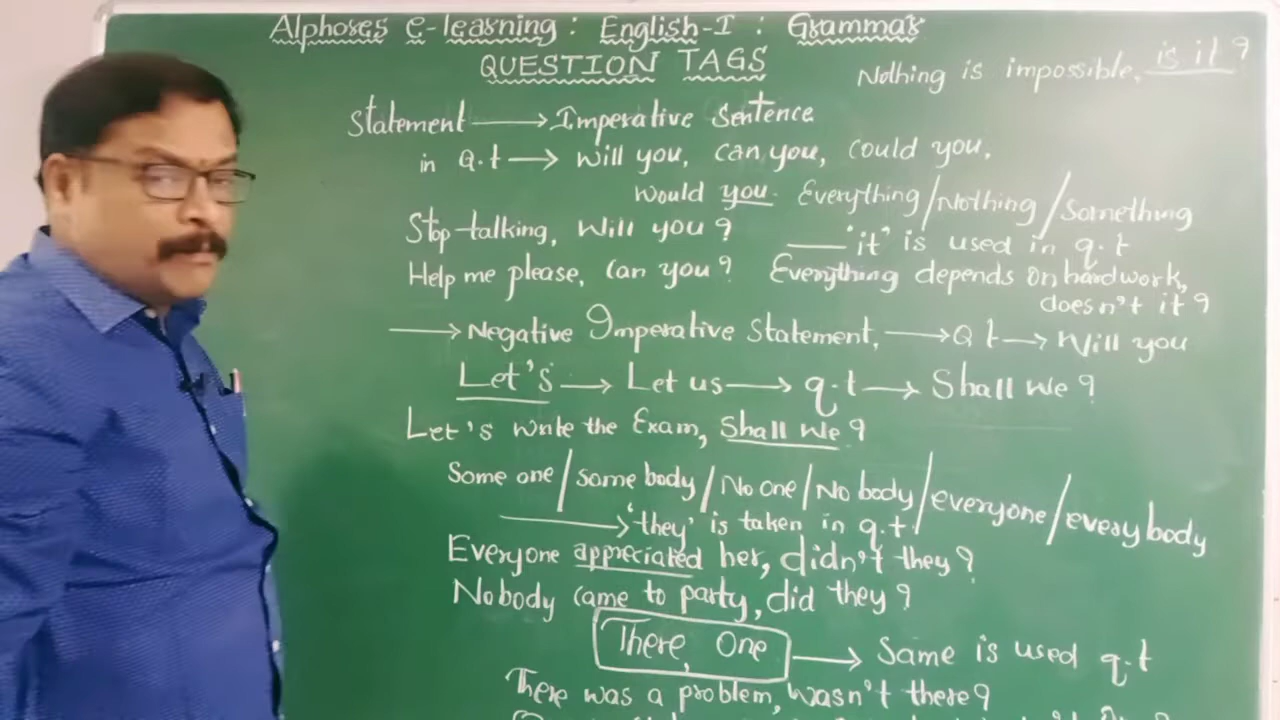 Alphores e-learning : English-I : Grammar
QUESTION TAGS
Nothing is impossible, is it ?
Statement → Imperative Sentence
in Q.t → Will you, can you, could you,
would you.
Everything/Nothing/Something
Stop talking, Will you ?
'it' is used in q.t
Help me please, Can you ?
Everything depends on hardwork,
doesn't it ?
→ Negative Imperative Statement, → Q t → Will you
Let's → Let us → q.t → Shall We ?
Let's write the Exam, Shall We ?
Some one/some body/No one/No body/everyone/every body
→ 'they' is taken in q.t.
Everyone appreciated her, didn't they ?
Nobody came to party, did they ?
There, One → Same is used q.t
There was a problem, wasn't there ?